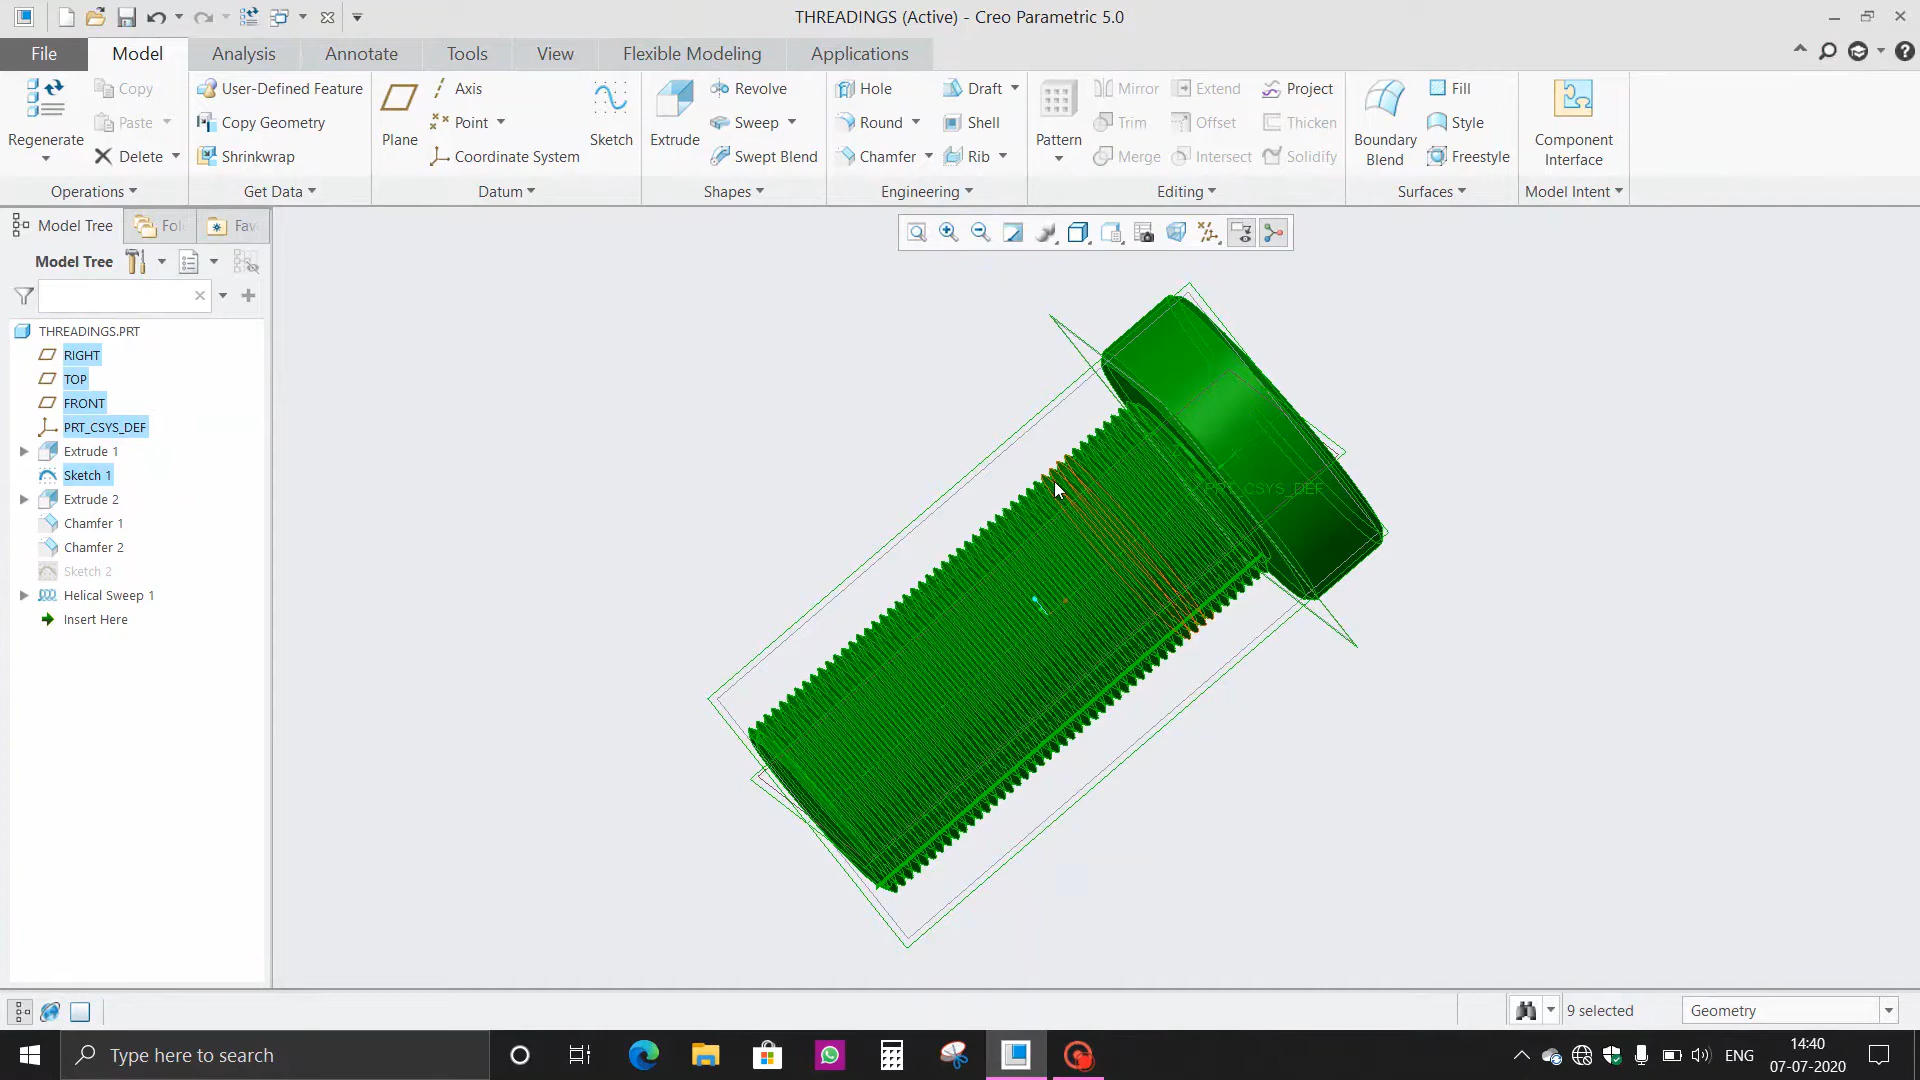 THREADINGS (Active) - Creo Parametric 5.0
File Model Analysis Annotate Tools View Flexible Modeling Applications
Regenerate
Copy
Paste
Delete
Operations
User-Defined Feature
Copy Geometry
Shrinkwrap
Get Data
Plane
Axis
Point
Coordinate System
Sketch
Datum
Extrude
Revolve
Sweep
Swept Blend
Shapes
Hole
Round
Chamfer
Draft
Shell
Rib
Engineering
Pattern
Mirror
Trim
Merge
Extend
Offset
Intersect
Project
Thicken
Solidify
Editing
Boundary
Blend
Fill
Style
Freestyle
Surfaces
Component
Interface
Model Intent
Model Tree Fol Fav
Model Tree
THREADINGS.PRT
RIGHT
TOP
FRONT
PRT_CSYS_DEF
Extrude 1
Sketch 1
Extrude 2
Chamfer 1
Chamfer 2
Sketch 2
Helical Sweep 1
Insert Here
PRT_CSYS_DEF
9 selected
Geometry
Type here to search
ENG
14:40
07-07-2020